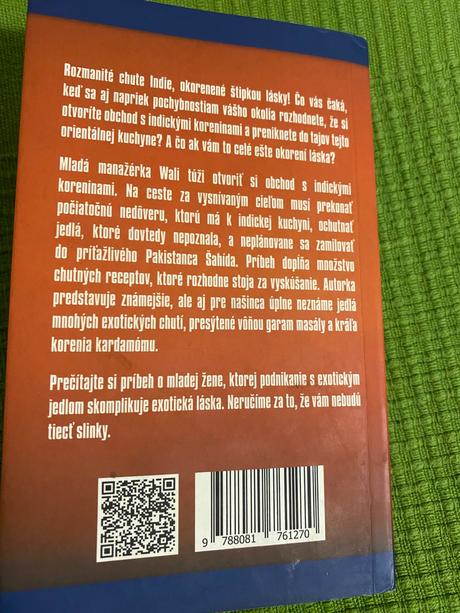 Rozmanité chute Indie, okorenené štipkou lásky! Čo vás čaká,
keď sa aj napriek pochybnostiam vášho okolia rozhodnete, že si
otvoríte obchod s indickými koreninami a preniknete do tajov tejto
orientálnej kuchyne? A čo ak vám to celé ešte okorení láska?
Mladá manažérka Wali túži otvoriť si obchod s indickými
koreninami. Na ceste za vysnívaným cieľom musí prekonať
počiatočnú nedôveru, ktorú má k indickej kuchyni, ochutnať
jedlá, ktoré dovtedy nepoznala, a neplánovane sa zamilovať
do príťažlivého Pakistanca Šahida. Príbeh dopĺňa množstvo
chutných receptov, ktoré rozhodne stoja za vyskúšanie. Autorka
predstavuje známejšie, ale aj pre našinca úplne neznáme jedlá
mnohých exotických chutí, presýtené vôňou garam masály a kráľa
korenia kardamómu.
Prečítajte si príbeh o mladej žene, ktorej podnikanie s exotickým
jedlom skomplikuje exotická láska. Neručíme za to, že vám nebudú
tiecť slinky.
9 788081 761270